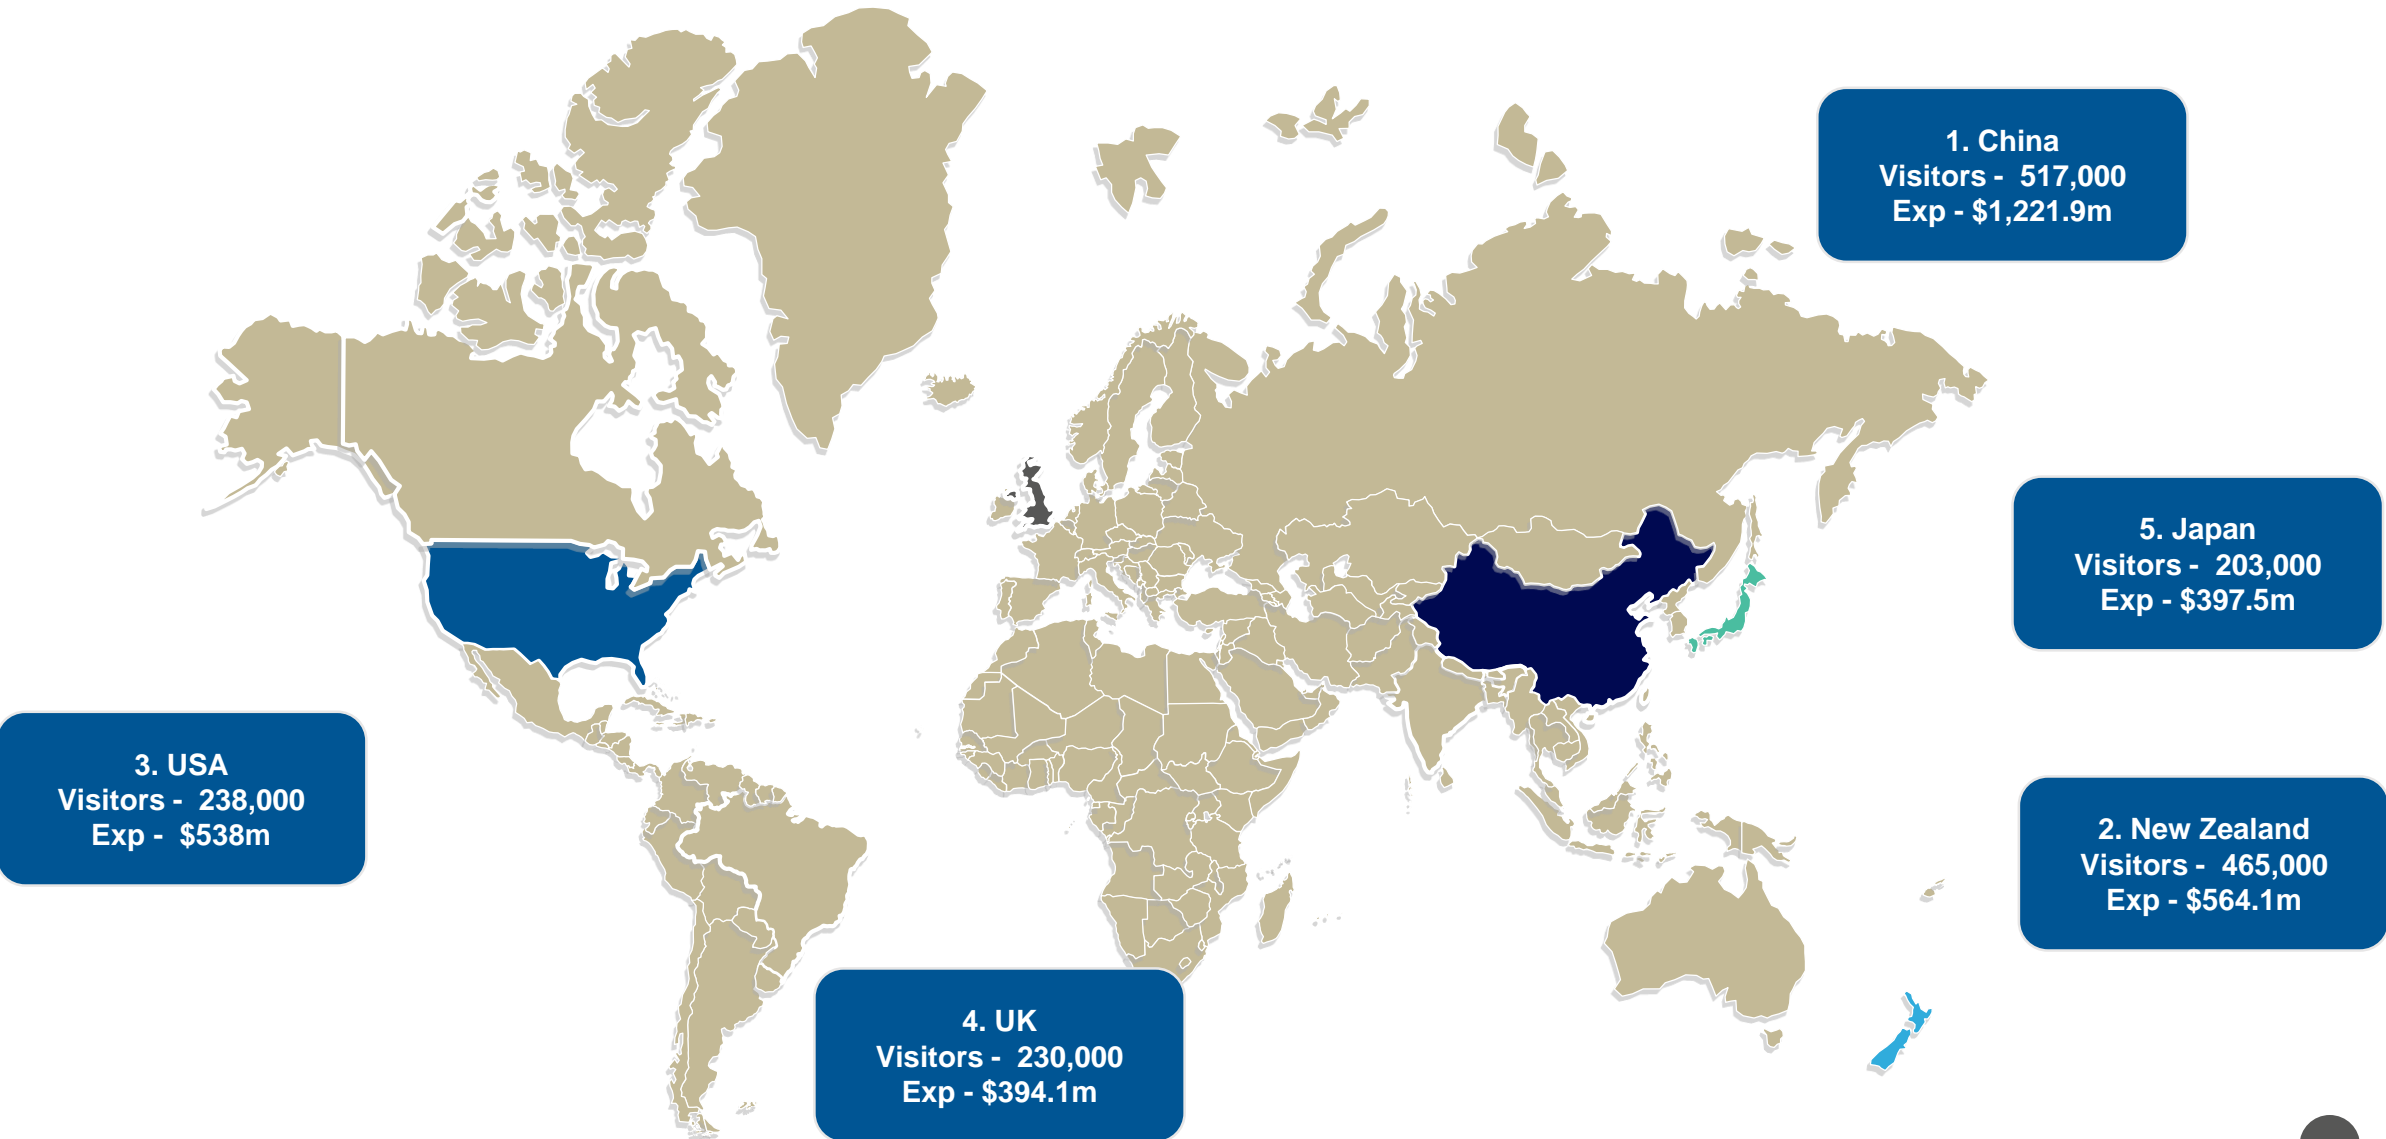 1. China
Visitors - 517,000
Exp - $1,221.9m
5. Japan
Visitors - 203,000
Exp - $397.5m
3. USA
Visitors - 238,000
Exp - $538m
2. New Zealand
Visitors - 465,000
Exp - $564.1m
4. UK
Visitors - 230,000
Exp - $394.1m